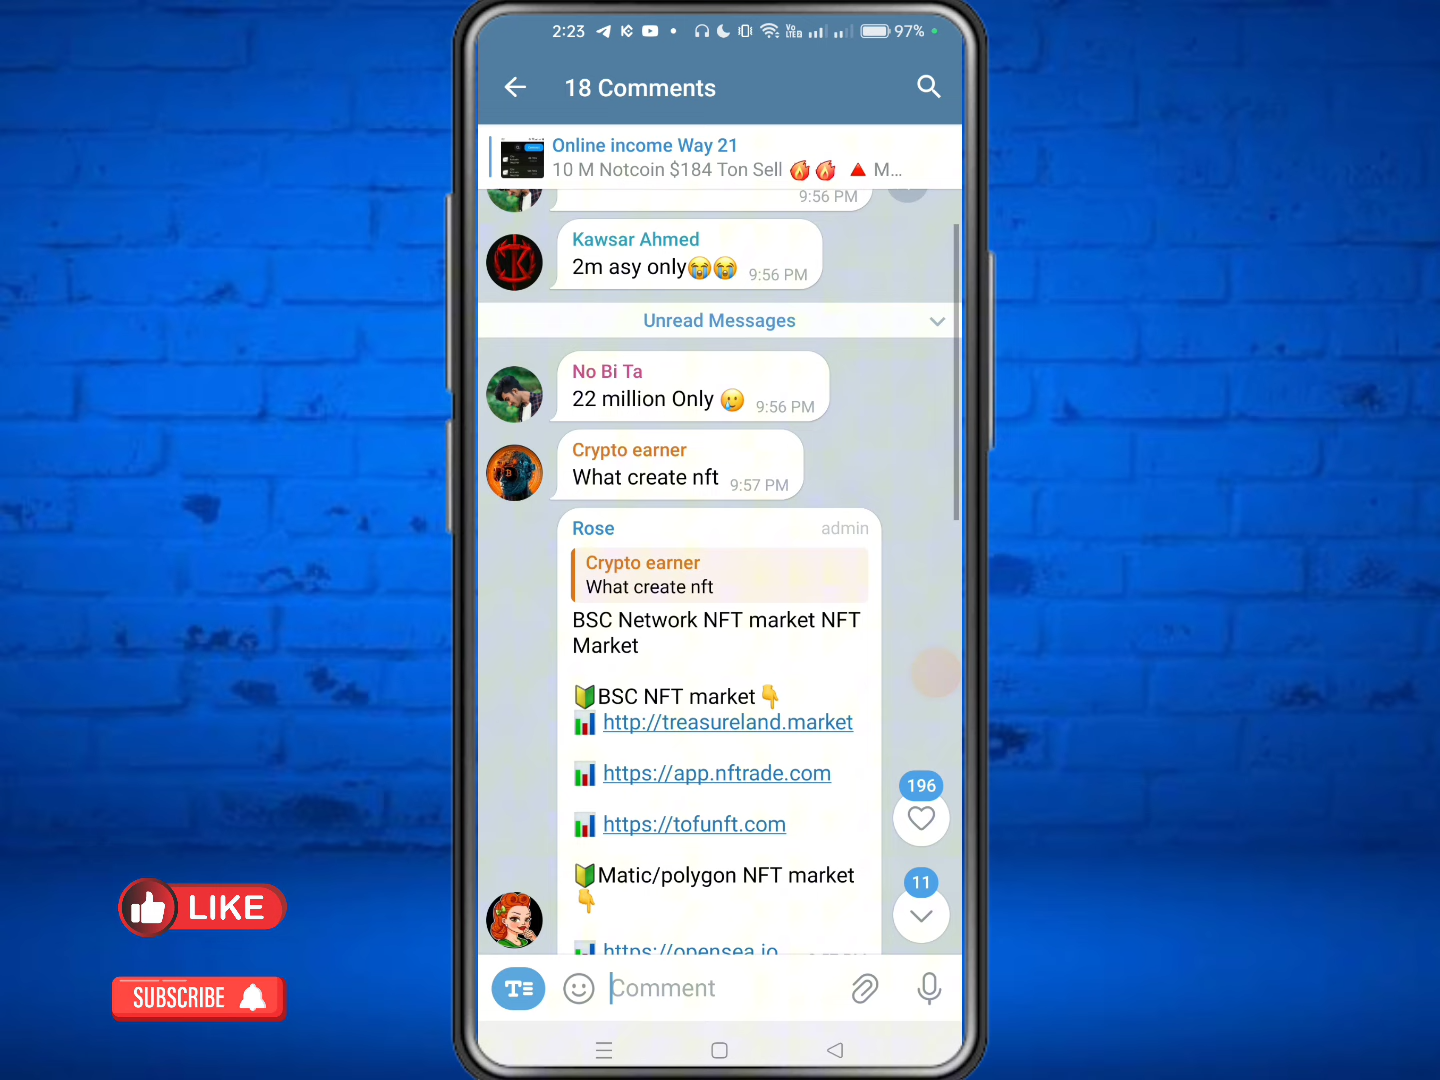 2:23
Vo
LTE
97%
18 Comments
Online income Way 21
10 M Notcoin $184 Ton Sell 🔥🔥 🔺 M...
9:56 PM
Kawsar Ahmed
2m asy only😭😭 9:56 PM
Unread Messages
No Bi Ta
22 million Only 🥲 9:56 PM
Crypto earner
What create nft 9:57 PM
Rose admin
Crypto earner
What create nft
BSC Network NFT market NFT
Market
🔰BSC NFT market👇
📊 http://treasureland.market
📊 https://app.nftrade.com
📊 https://tofunft.com
🔰Matic/polygon NFT market
👇
📊 https://opensea.io
196
11
Comment
LIKE
SUBSCRIBE